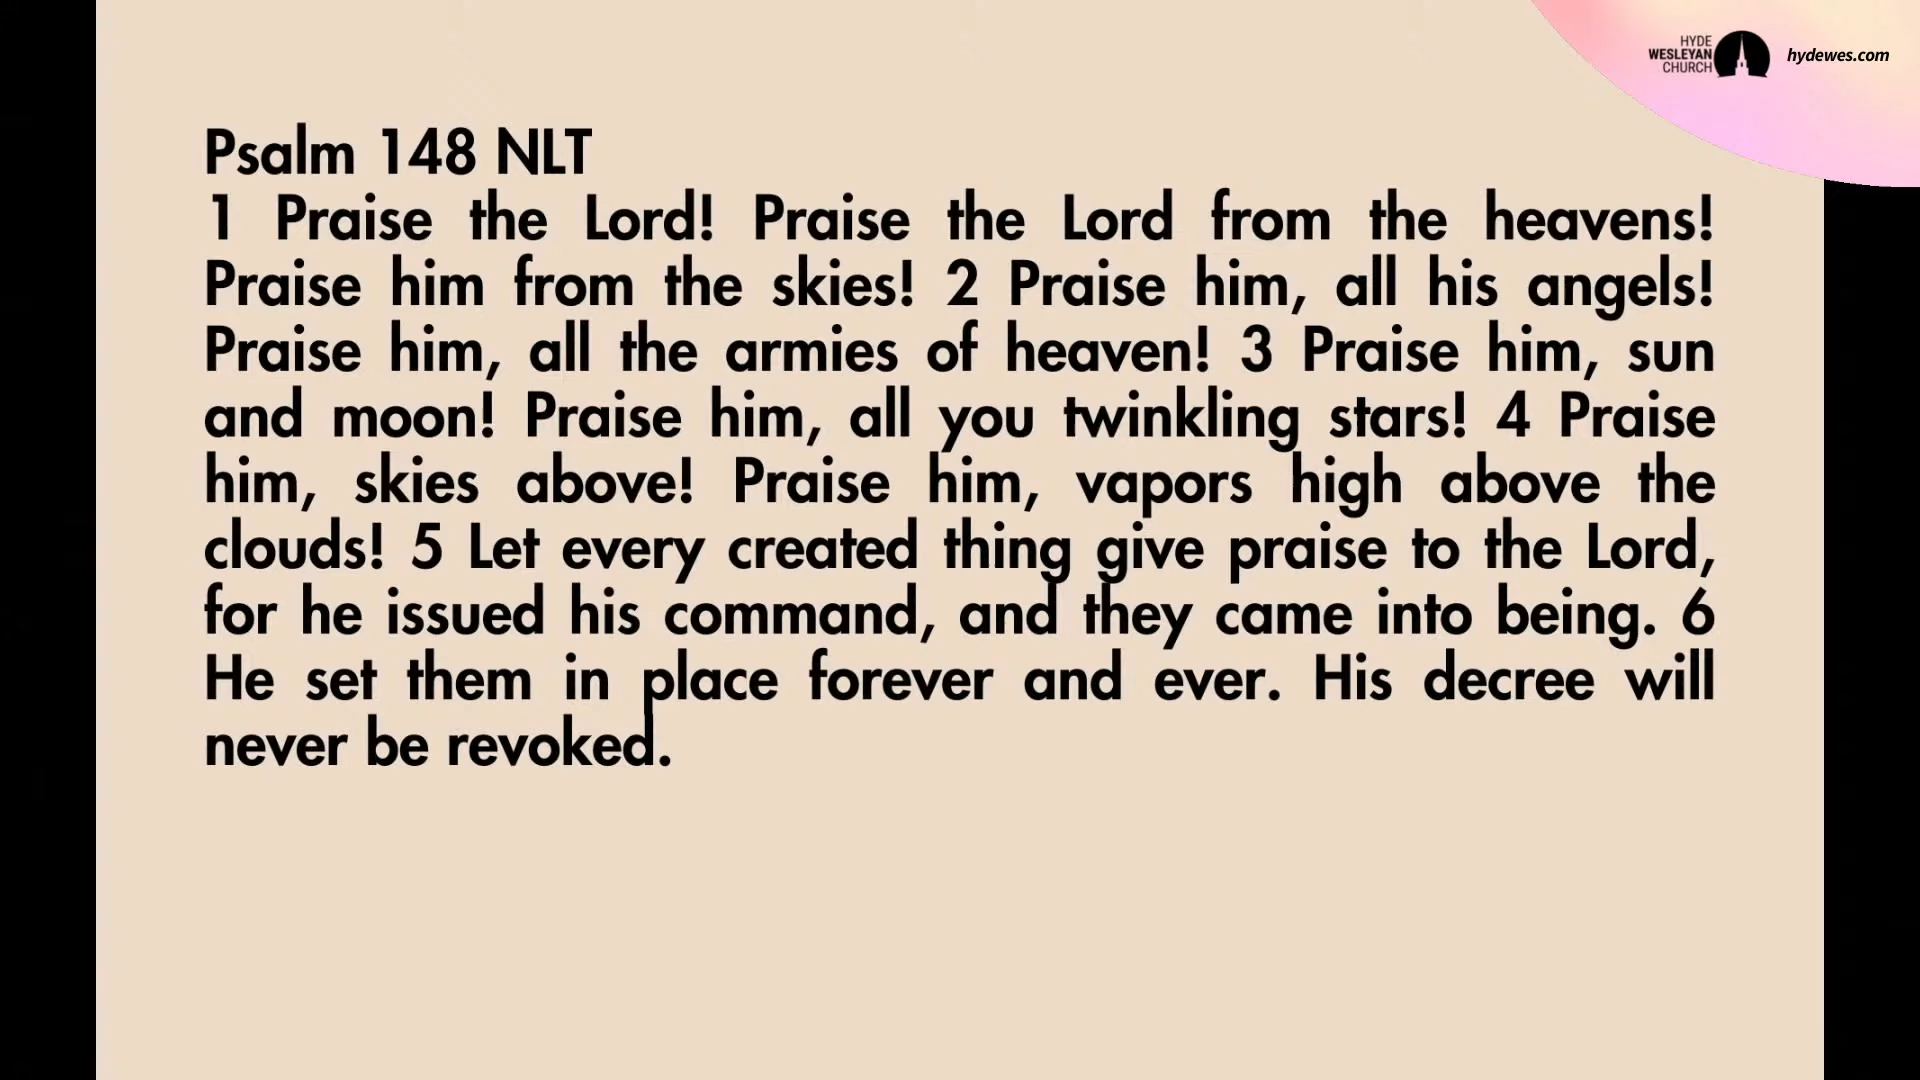 HYDE
WESLEYAN
CHURCH
hydewes.com
Psalm 148 NLT
1 Praise the Lord! Praise the Lord from the heavens!
Praise him from the skies! 2 Praise him, all his angels!
Praise him, all the armies of heaven! 3 Praise him, sun
and moon! Praise him, all you twinkling stars! 4 Praise
him, skies above! Praise him, vapors high above the
clouds! 5 Let every created thing give praise to the Lord,
for he issued his command, and they came into being. 6
He set them in place forever and ever. His decree will
never be revoked.